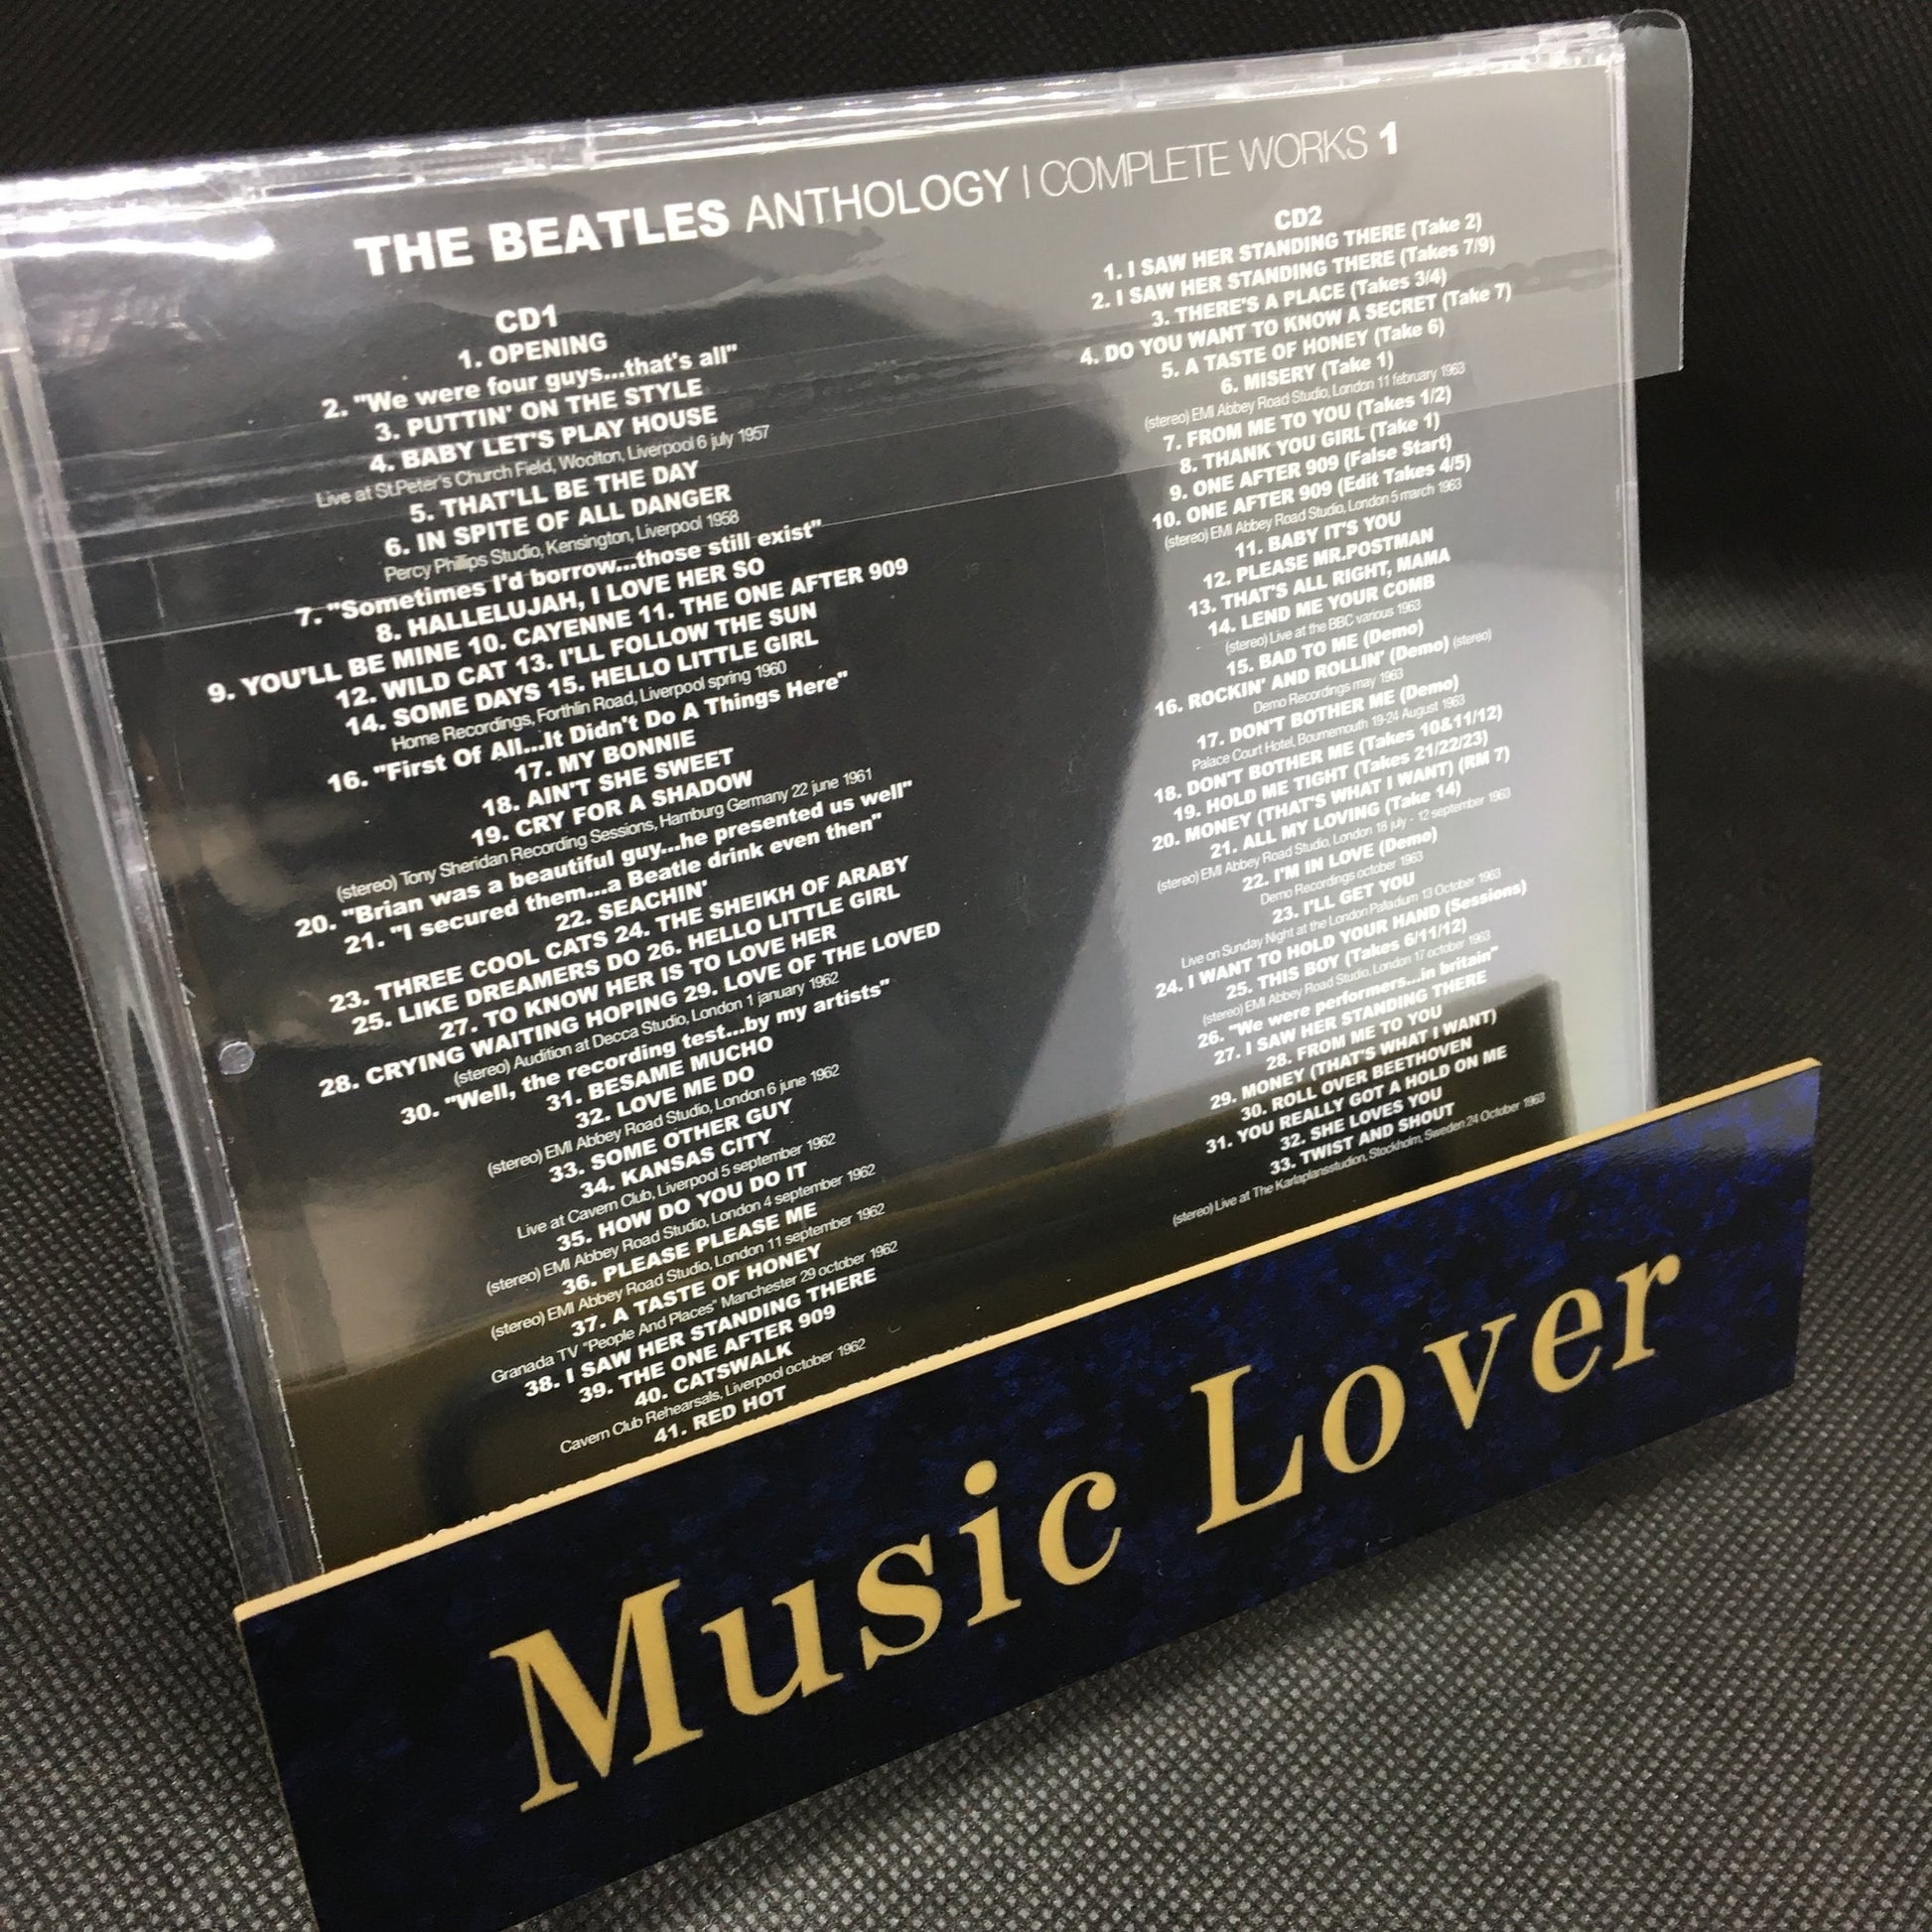 THE BEATLES ANTHOLOGY | COMPLETE WORKS 1
CD1
1. OPENING
2. "We were four guys...that's all"
3. PUTTIN' ON THE STYLE
4. BABY LET'S PLAY HOUSE
Live at St.Peter's Church Field, Woolton, Liverpool 6 july 1957
5. THAT'LL BE THE DAY
6. IN SPITE OF ALL DANGER
Percy Phillips Studio, Kensington, Liverpool 1958
7. "Sometimes I'd borrow...those still exist"
8. HALLELUJAH, I LOVE HER SO
9. YOU'LL BE MINE 10. CAYENNE 11. THE ONE AFTER 909
12. WILD CAT 13. I'LL FOLLOW THE SUN
14. SOME DAYS 15. HELLO LITTLE GIRL
Home Recordings, Forthlin Road, Liverpool spring 1960
16. "First Of All...It Didn't Do A Things Here"
17. MY BONNIE
18. AIN'T SHE SWEET
19. CRY FOR A SHADOW
(stereo) Tony Sheridan Recording Sessions, Hamburg Germany 22 june 1961
20. "Brian was a beautiful guy...he presented us well"
21. "I secured them...a Beatle drink even then"
22. SEACHIN'
23. THREE COOL CATS 24. THE SHEIKH OF ARABY
25. LIKE DREAMERS DO 26. HELLO LITTLE GIRL
27. TO KNOW HER IS TO LOVE HER
28. CRYING WAITING HOPING 29. LOVE OF THE LOVED
(stereo) Audition at Decca Studio, London 1 january 1962
30. "Well, the recording test...by my artists"
31. BESAME MUCHO
32. LOVE ME DO
(stereo) EMI Abbey Road Studio, London 6 june 1962
33. SOME OTHER GUY
34. KANSAS CITY
Live at Cavern Club, Liverpool 5 september 1962
35. HOW DO YOU DO IT
(stereo) EMI Abbey Road Studio, London 4 september 1962
36. PLEASE PLEASE ME
(stereo) EMI Abbey Road Studio, London 11 september 1962
37. A TASTE OF HONEY
Granada TV "People And Places" Manchester 29 october 1962
38. I SAW HER STANDING THERE
39. THE ONE AFTER 909
40. CATSWALK
Cavern Club Rehearsals, Liverpool october 1962
41. RED HOT
CD2
1. I SAW HER STANDING THERE (Take 2)
2. I SAW HER STANDING THERE (Takes 7/9)
3. THERE'S A PLACE (Takes 3/4)
4. DO YOU WANT TO KNOW A SECRET (Take 7)
5. A TASTE OF HONEY (Take 6)
6. MISERY (Take 1)
(stereo) EMI Abbey Road Studio, London 11 february 1963
7. FROM ME TO YOU (Takes 1/2)
8. THANK YOU GIRL (Take 1)
9. ONE AFTER 909 (False Start)
10. ONE AFTER 909 (Edit Takes 4/5)
(stereo) EMI Abbey Road Studio, London 5 march 1963
11. BABY IT'S YOU
12. PLEASE MR.POSTMAN
13. THAT'S ALL RIGHT, MAMA
14. LEND ME YOUR COMB
(stereo) Live at the BBC various 1963
15. BAD TO ME (Demo)
16. ROCKIN' AND ROLLIN' (Demo) (stereo)
Demo Recordings may 1963
17. DON'T BOTHER ME (Demo)
Palace Court Hotel, Bournemouth 19-24 August 1963
18. DON'T BOTHER ME (Takes 10&11/12)
19. HOLD ME TIGHT (Takes 21/22/23)
20. MONEY (THAT'S WHAT I WANT) (RM 7)
21. ALL MY LOVING (Take 14)
(stereo) EMI Abbey Road Studio, London 18 july - 12 september 1963
22. I'M IN LOVE (Demo)
Demo Recordings october 1963
23. I'LL GET YOU
Live on Sunday Night at the London Palladium 13 October 1963
24. I WANT TO HOLD YOUR HAND (Sessions)
25. THIS BOY (Takes 6/11/12)
(stereo) EMI Abbey Road Studio, London 17 october 1963
26. "We were performers...in britain"
27. I SAW HER STANDING THERE
28. FROM ME TO YOU
29. MONEY (THAT'S WHAT I WANT)
30. ROLL OVER BEETHOVEN
31. YOU REALLY GOT A HOLD ON ME
32. SHE LOVES YOU
33. TWIST AND SHOUT
(stereo) Live at The Karlaplansstudion, Stockholm, Sweden 24 October 1963
Music Lover